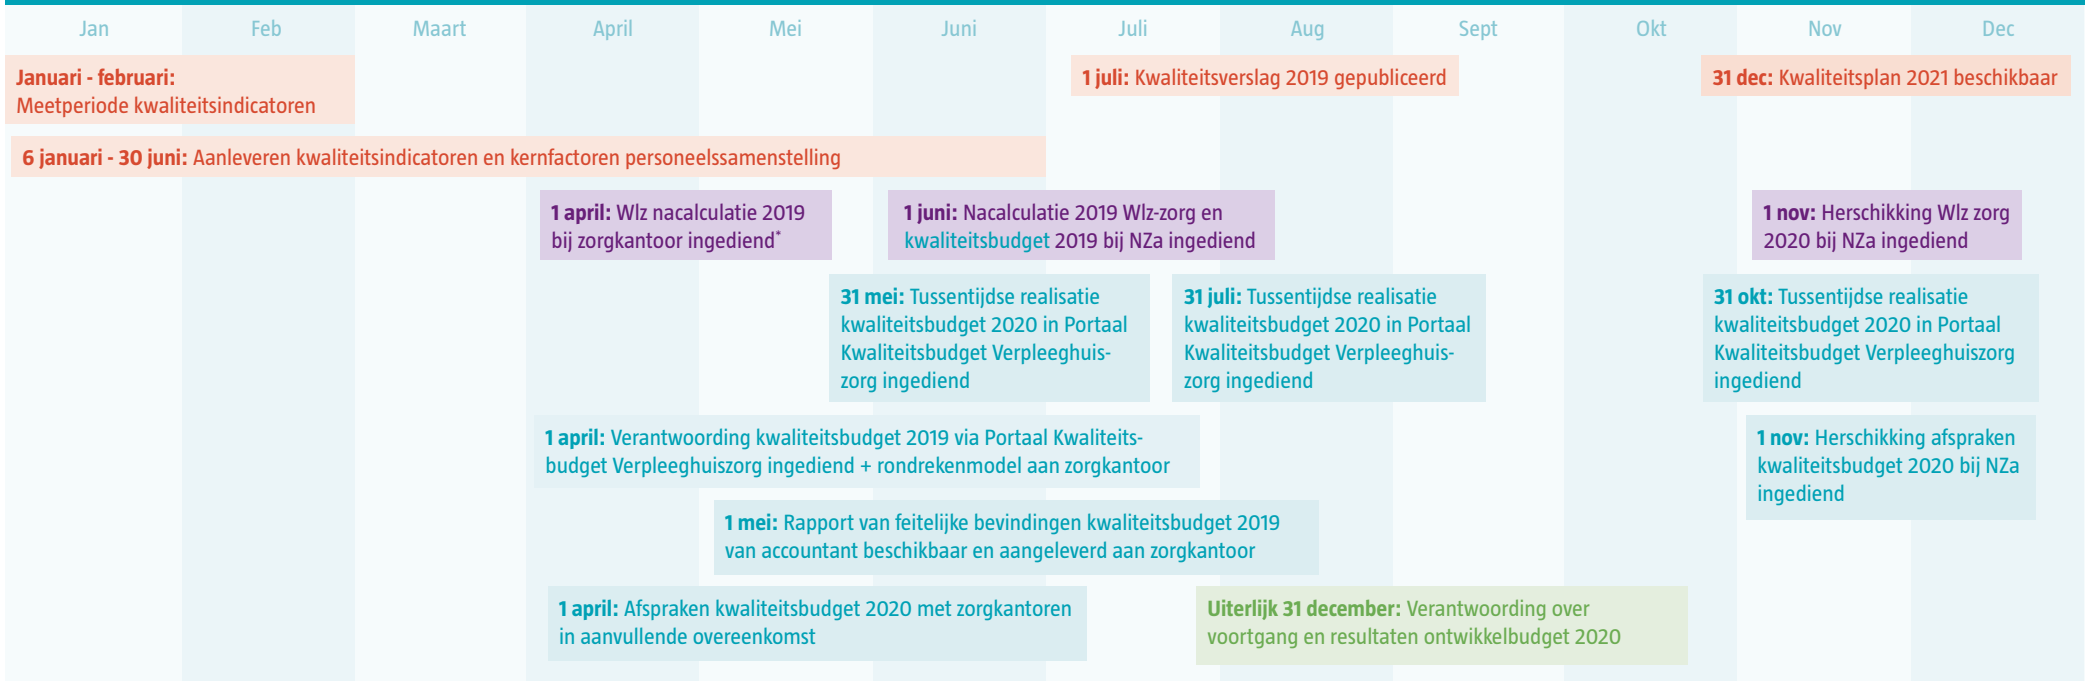 Jan Feb Maart April Mei Juni Juli Aug Sept Okt Nov Dec
Januari - februari:
Meetperiode kwaliteitsindicatoren
1 juli: Kwaliteitsverslag 2019 gepubliceerd
31 dec: Kwaliteitsplan 2021 beschikbaar
6 januari - 30 juni: Aanleveren kwaliteitsindicatoren en kernfactoren personeelssamenstelling
1 april: Wlz nacalculatie 2019
bij zorgkantoor ingediend*
1 juni: Nacalculatie 2019 Wlz-zorg en
kwaliteitsbudget 2019 bij NZa ingediend
1 nov: Herschikking Wlz zorg
2020 bij NZa ingediend
31 mei: Tussentijdse realisatie
kwaliteitsbudget 2020 in Portaal
Kwaliteitsbudget Verpleeghuis-
zorg ingediend
31 juli: Tussentijdse realisatie
kwaliteitsbudget 2020 in Portaal
Kwaliteitsbudget Verpleeghuis-
zorg ingediend
31 okt: Tussentijdse realisatie
kwaliteitsbudget 2020 in Portaal
Kwaliteitsbudget Verpleeghuiszorg
ingediend
1 april: Verantwoording kwaliteitsbudget 2019 via Portaal Kwaliteits-
budget Verpleeghuiszorg ingediend + rondrekenmodel aan zorgkantoor
1 nov: Herschikking afspraken
kwaliteitsbudget 2020 bij NZa
ingediend
1 mei: Rapport van feitelijke bevindingen kwaliteitsbudget 2019
van accountant beschikbaar en aangeleverd aan zorgkantoor
1 april: Afspraken kwaliteitsbudget 2020 met zorgkantoren
in aanvullende overeenkomst
Uiterlijk 31 december: Verantwoording over
voortgang en resultaten ontwikkelbudget 2020